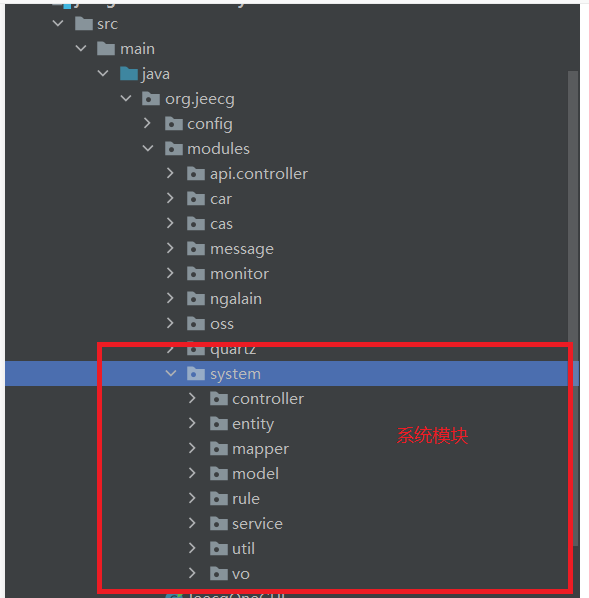 src
main
java
org.jeecg
config
modules
api.controller
car
cas
message
monitor
ngalain
oss
quartz
system
controller
entity
系统模块
mapper
model
rule
service
util
vo